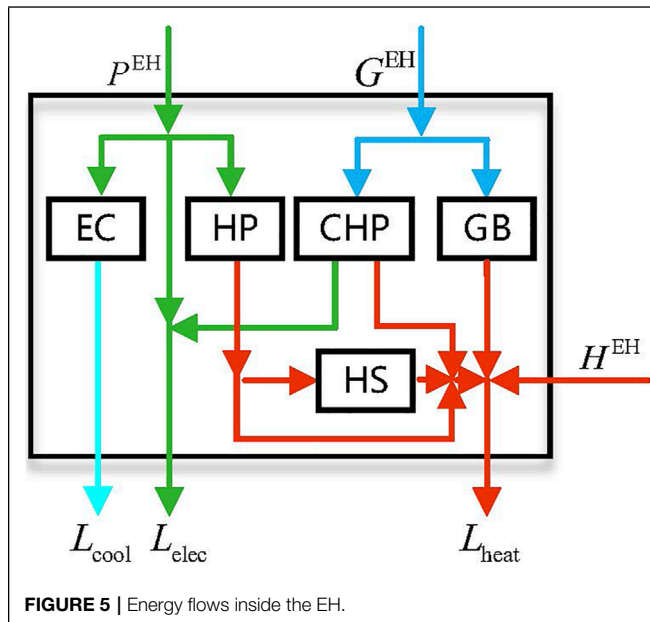 P^EH G^EH
EC HP CHP GB
HS H^EH
L_cool L_elec L_heat
FIGURE 5 | Energy flows inside the EH.